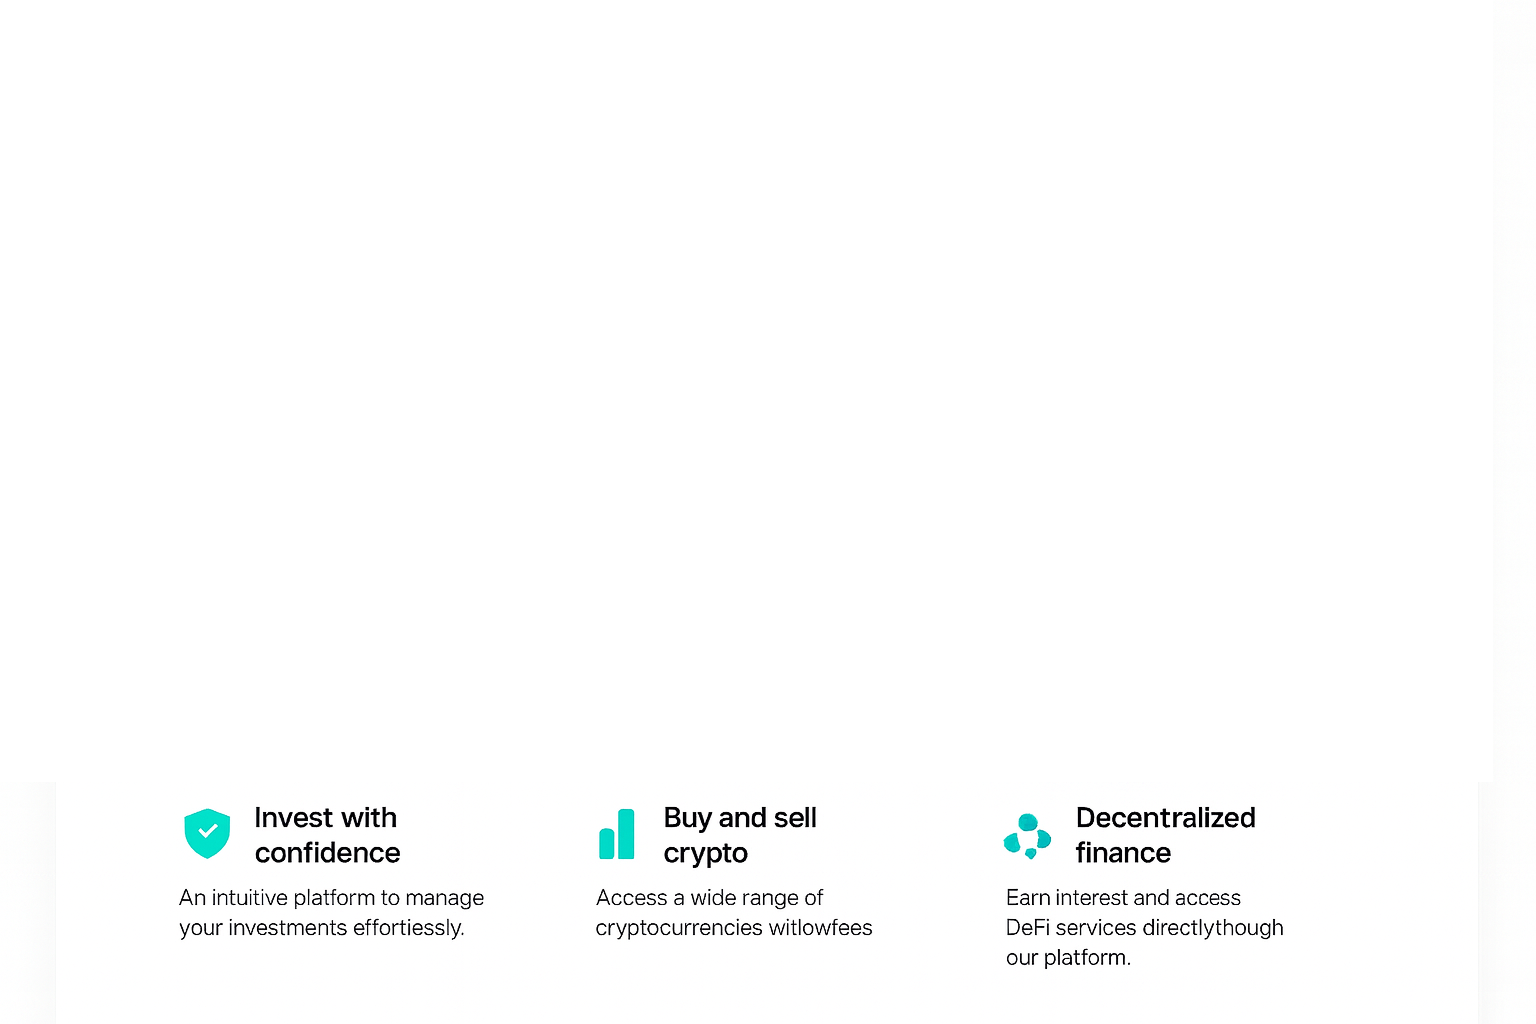 Invest with
confidence
An intuitive platform to manage
your investments effortiessly.
Buy and sell
crypto
Access a wide range of
cryptocurrencies witlowfees
Decentralized
finance
Earn interest and access
DeFi services directlythough
our platform.